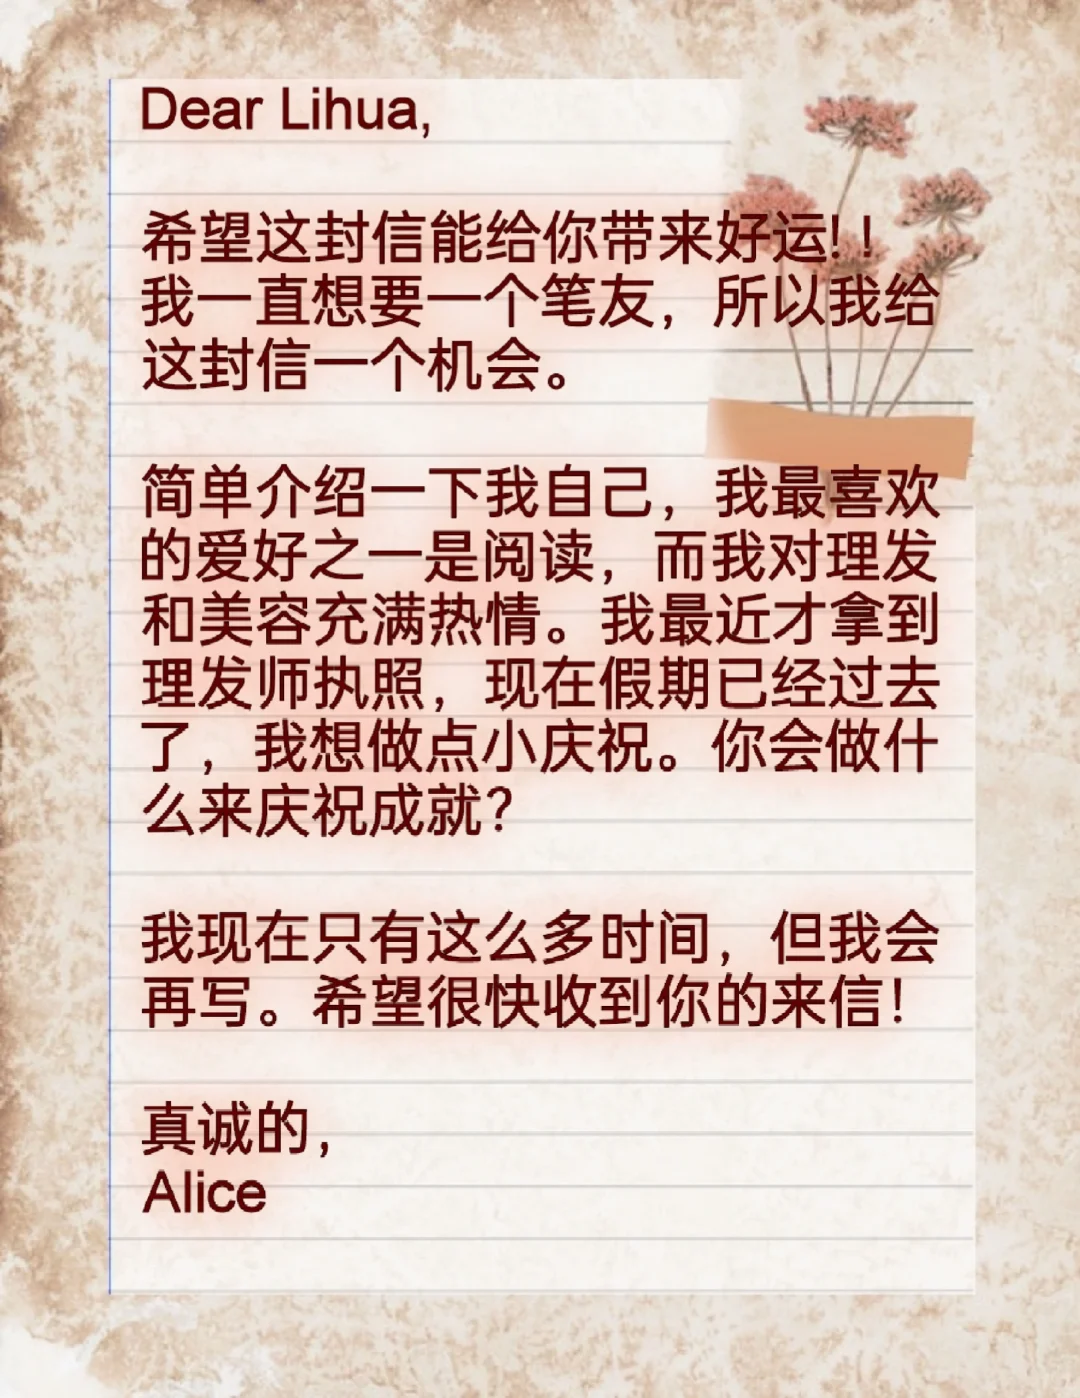 Dear Lihua,
希望这封信能给你带来好运!!
我一直想要一个笔友，所以我给
这封信一个机会。
简单介绍一下我自己，我最喜欢
的爱好之一是阅读，而我对理发
和美容充满热情。我最近才拿到
理发师执照，现在假期已经过去
了，我想做点小庆祝。你会做什
么来庆祝成就？
我现在只有这么多时间，但我会
再写。希望很快收到你的来信！
真诚的，
Alice